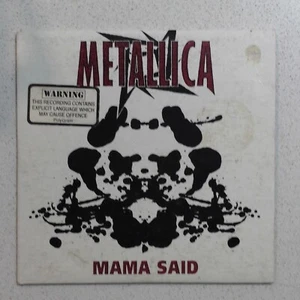 METALLICA
WARNING
THIS RECORDING CONTAINS
EXPLICIT LANGUAGE WHICH
MAY CAUSE OFFENCE
MAMA SAID